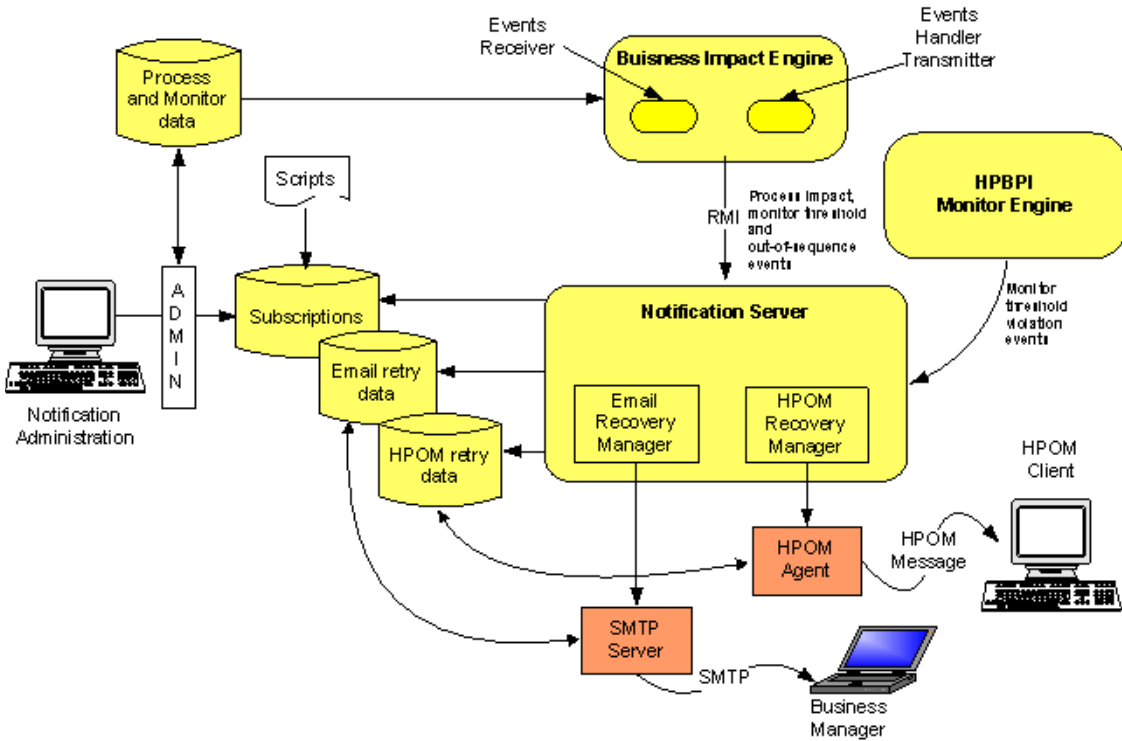 Events
Receiver
Events
Handler
Transmitter
Buisness Impact Engine
Process
and Monitor
data
Scripts
HPBPI
Monitor Engine
RMI
Process impact,
monitor threshold
and
out-of-sequence
events
A
D
M
I
N
Subscriptions
Notification Server
Monitor
threshold
violation
events
Email retry
data
Email
Recovery
Manager
HPOM
Recovery
Manager
Notification
Administration
HPOM retry
data
HPOM
Client
HPOM
Agent
HPOM
Message
SMTP
Server
SMTP
Business
Manager